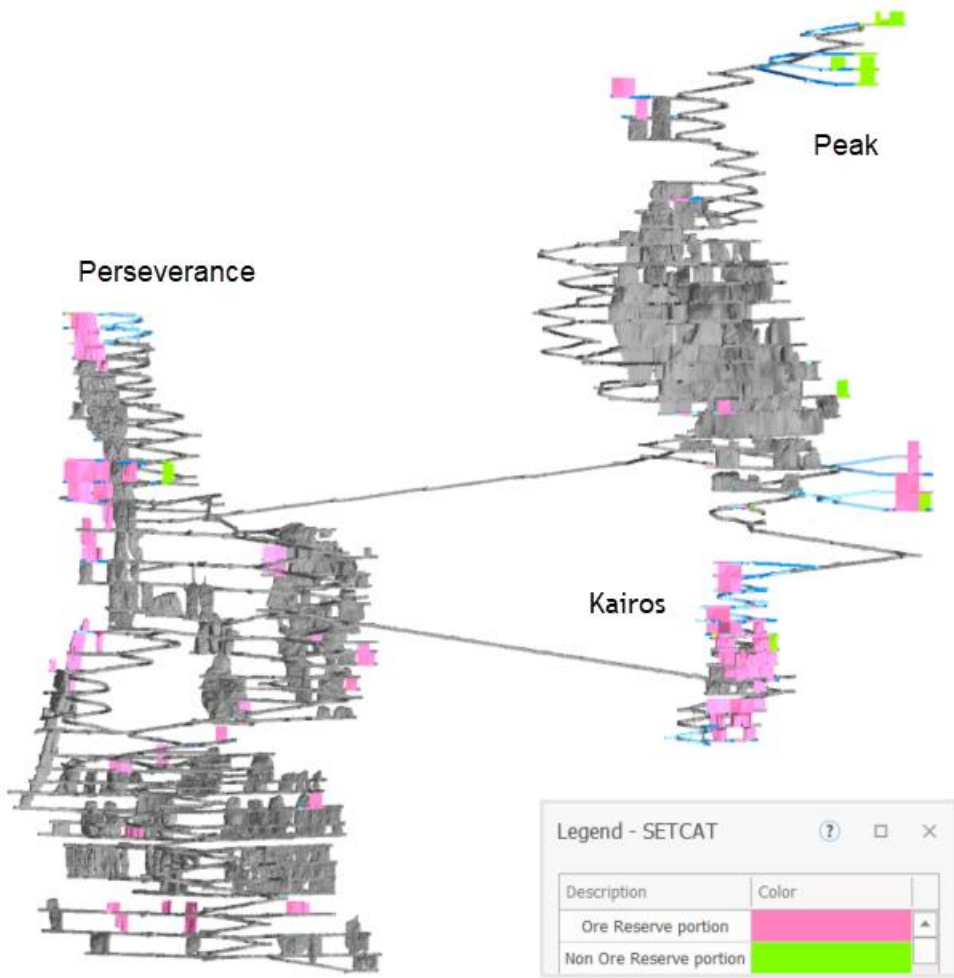 Peak
Perseverance
Kairos
Legend - SETCAT
?
Description Color
Ore Reserve portion
Non Ore Reserve portion